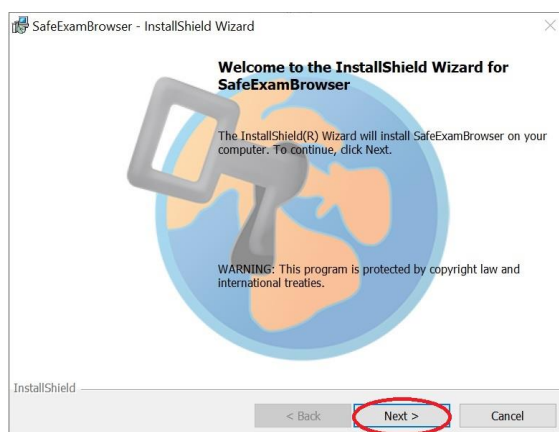 SafeExamBrowser - InstallShield Wizard
Welcome to the InstallShield Wizard for
SafeExamBrowser
The InstallShield(R) Wizard will install SafeExamBrowser on your
computer. To continue, click Next.
WARNING: This program is protected by copyright law and
international treaties.
InstallShield
< Back
Next >
Cancel